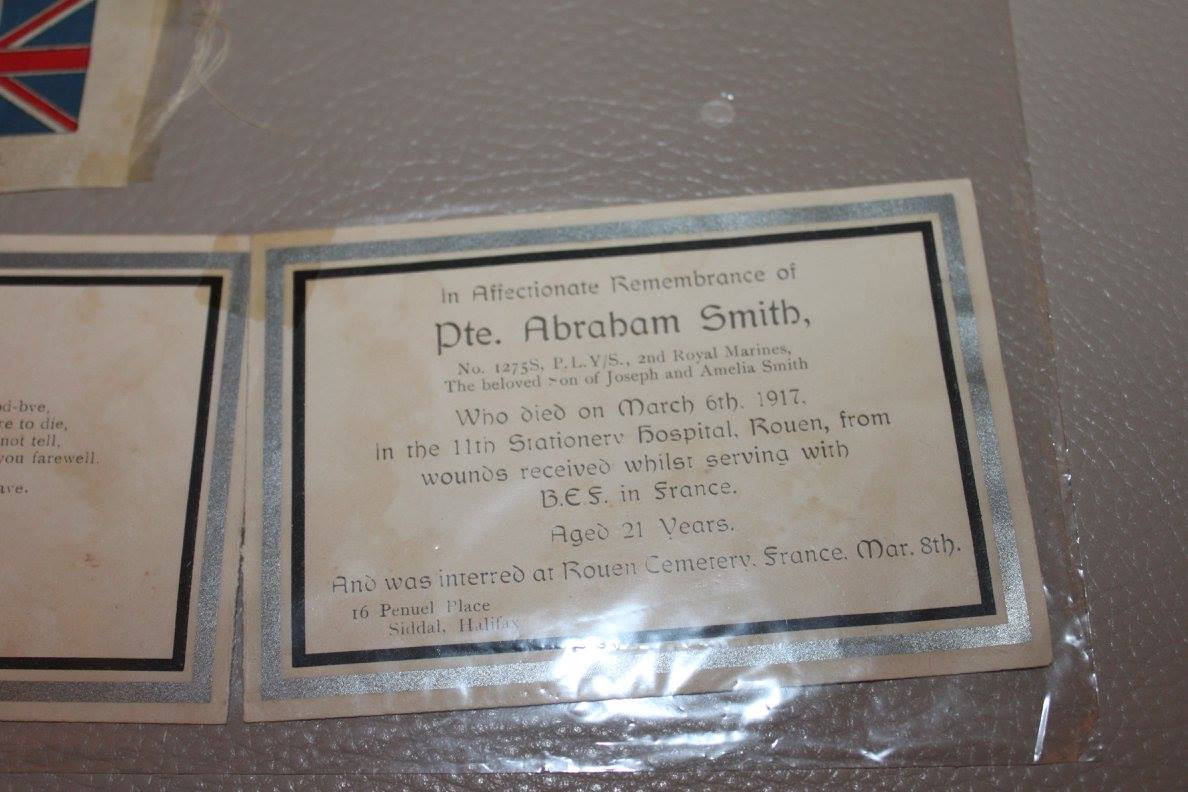 d-bye,
re to die,
not tell,
you farewell.
ave.
In Affectionate Remembrance of
Pte. Abraham Smith,
No. 1275S, P.L.Y/S., 2nd Royal Marines,
The beloved son of Joseph and Amelia Smith
Who died on March 6th, 1917,
in the 11th Stationery Hospital, Rouen, from
wounds received whilst serving with
B.E.F. in France.
Aged 21 Years.
And was interred at Rouen Cemetery, France, Mar. 8th.
16 Penuel Place
Siddal, Halifax